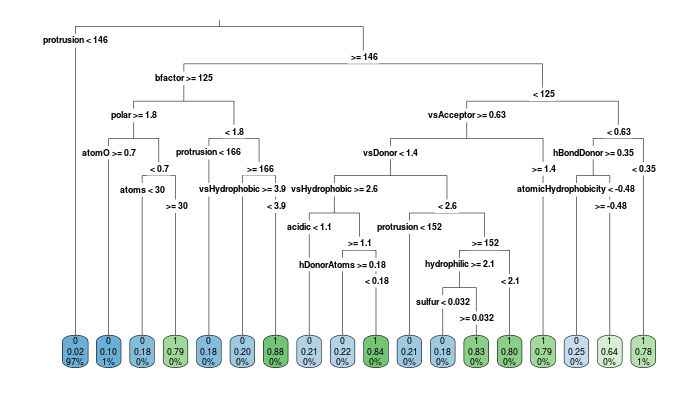 protrusion < 146
>= 146
bfactor >= 125
< 125
polar >= 1.8
vsAcceptor >= 0.63
< 1.8
< 0.63
atomO >= 0.7
protrusion < 166
vsDonor < 1.4
hBondDonor >= 0.35
< 0.7
>= 166
>= 1.4
< 0.35
atoms < 30
vsHydrophobic >= 3.9
vsHydrophobic >= 2.6
atomicHydrophobicity < -0.48
>= 30
< 3.9
< 2.6
>= -0.48
acidic < 1.1
protrusion < 152
>= 1.1
>= 152
hDonorAtoms >= 0.18
hydrophilic >= 2.1
< 0.18
< 2.1
sulfur < 0.032
>= 0.032
0 0 0 1 0 0 1 0 0 1 0 0 1 1 1 0 1 1
0.02 0.10 0.18 0.79 0.18 0.20 0.88 0.21 0.22 0.84 0.21 0.18 0.83 0.80 0.79 0.25 0.64 0.78
97% 1% 0% 0% 0% 0% 0% 0% 0% 0% 0% 0% 0% 0% 0% 0% 0% 1%